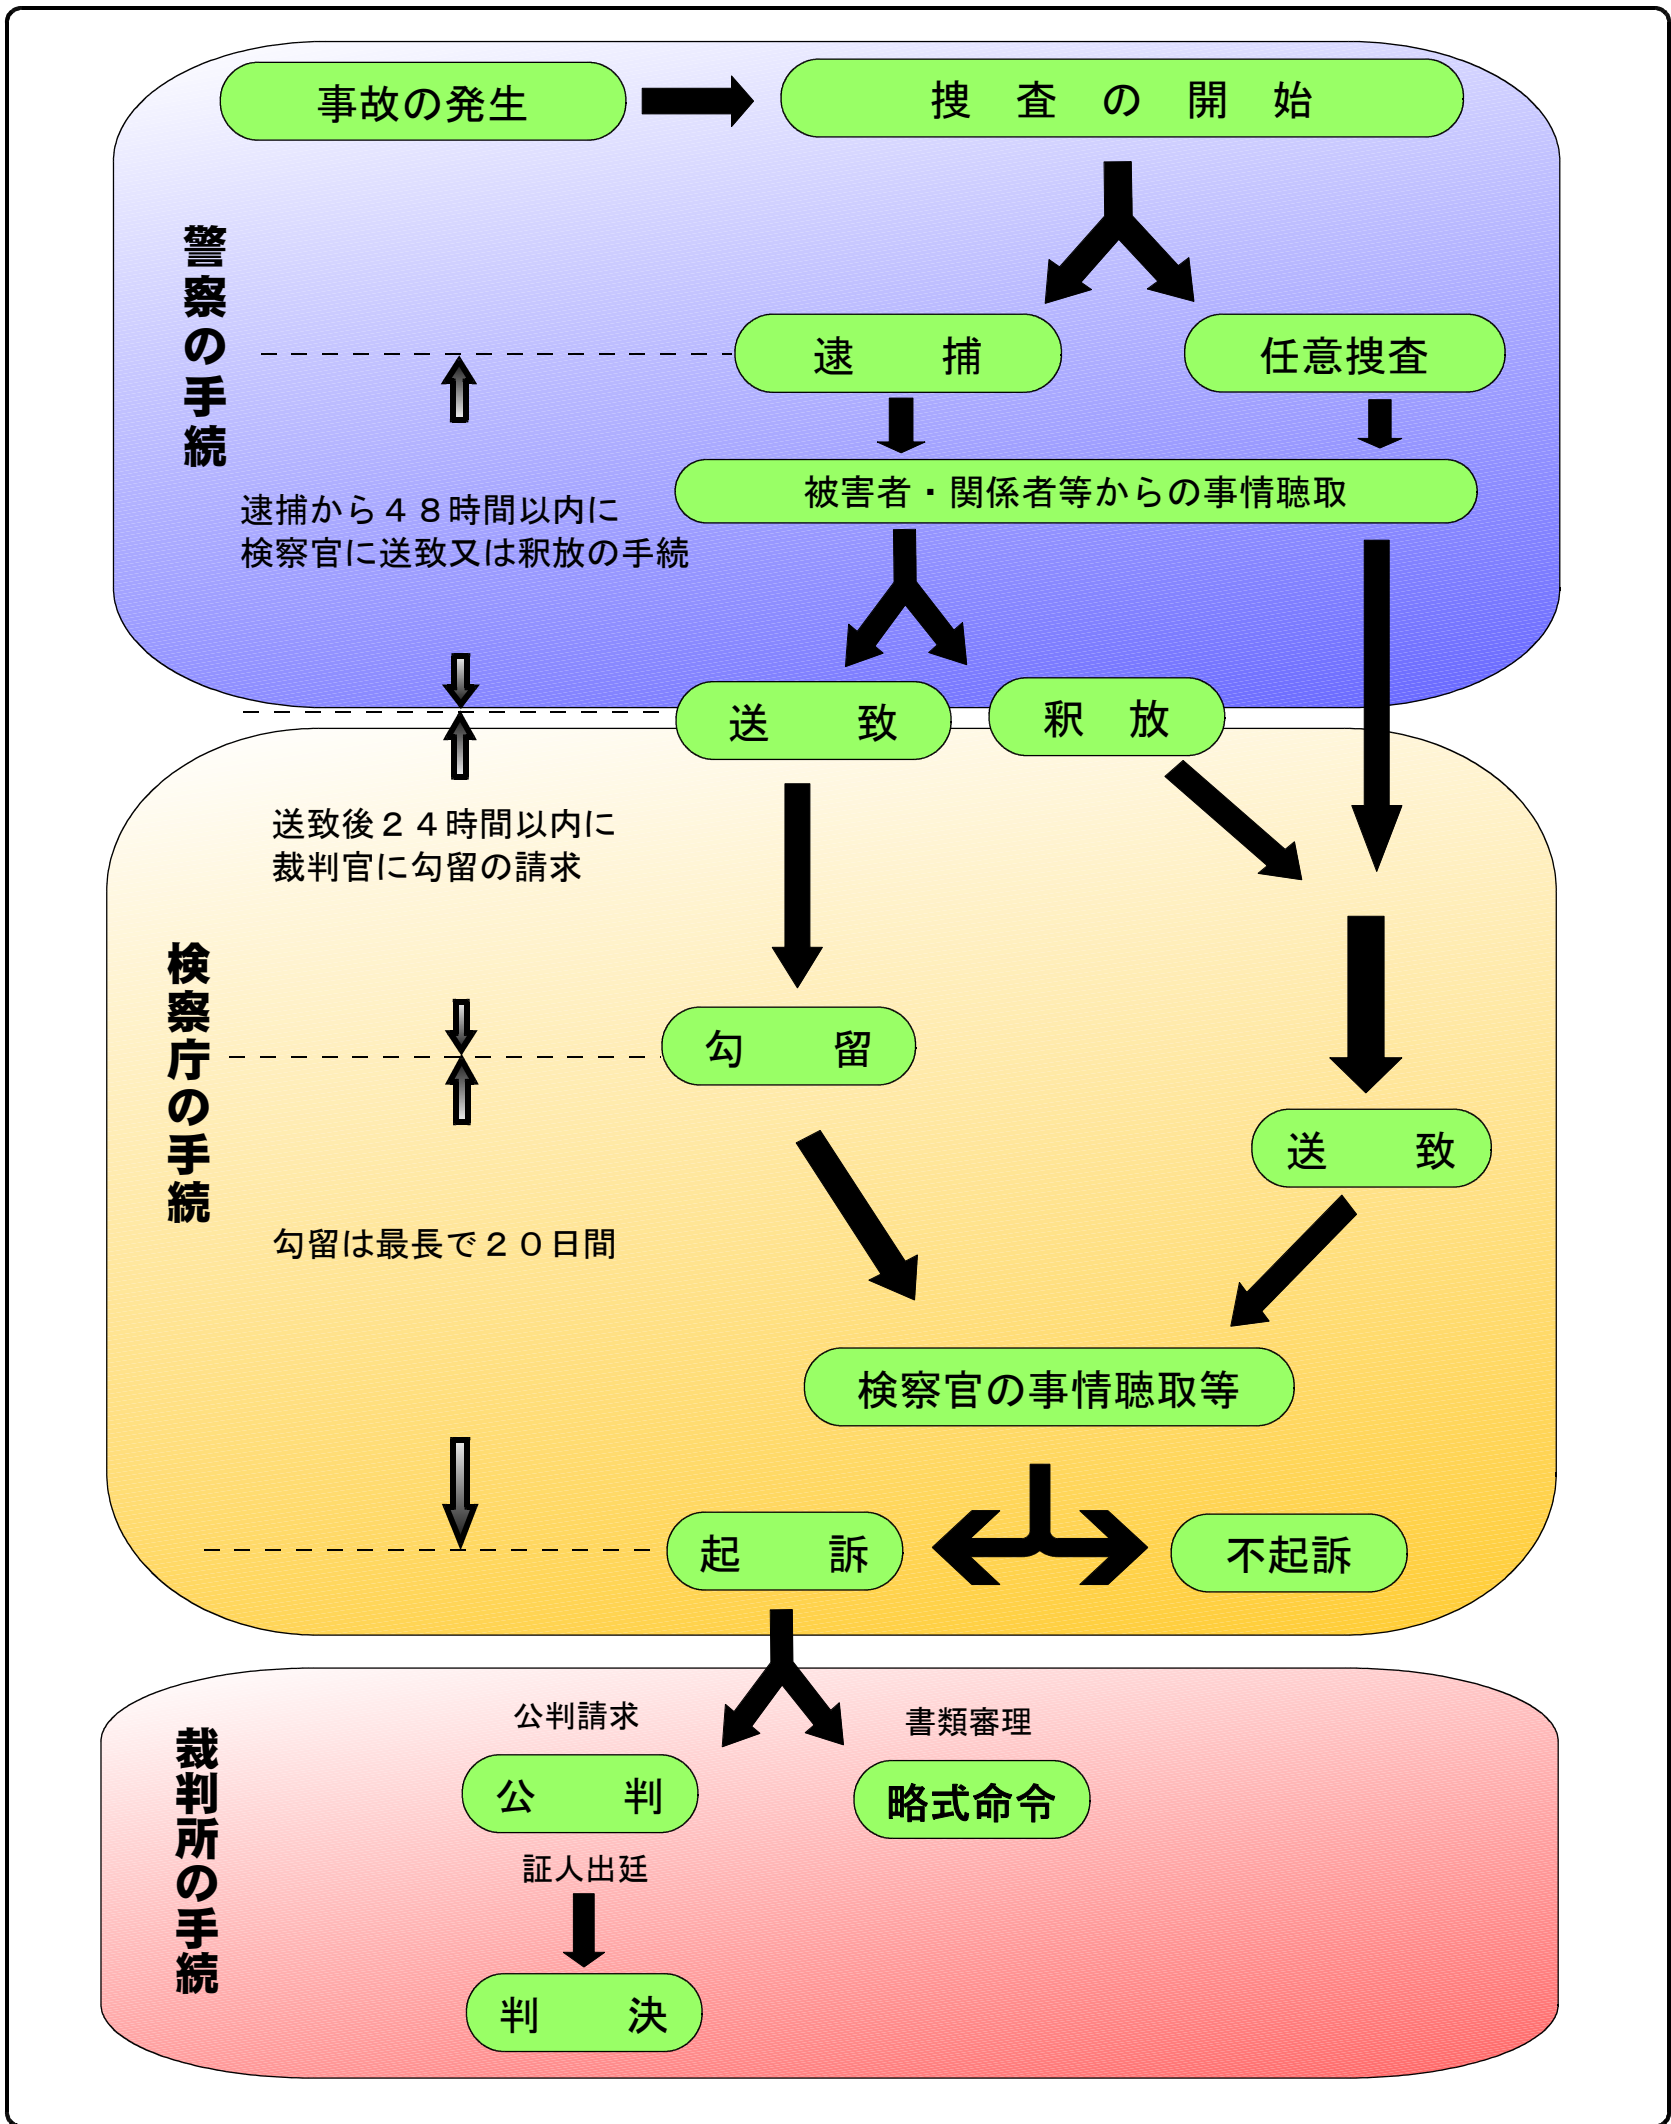 事故の発生
捜 査 の 開 始
警察の手続
逮 捕
任意捜査
被害者・関係者等からの事情聴取
逮捕から４８時間以内に
検察官に送致又は釈放の手続
送 致
釈 放
送致後２４時間以内に
裁判官に勾留の請求
検察庁の手続
勾 留
送 致
勾留は最長で２０日間
検察官の事情聴取等
起 訴
不起訴
裁判所の手続
公判請求
書類審理
公 判
略式命令
証人出廷
判 決